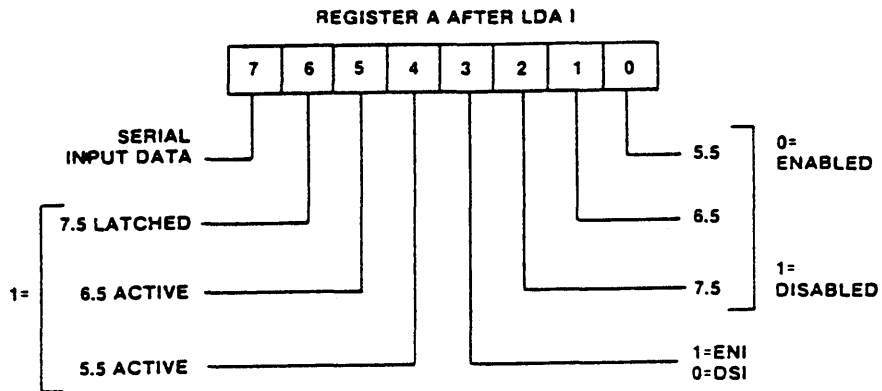 REGISTER A AFTER LDA I
7 6 5 4 3 2 1 0
SERIAL
INPUT DATA
7.5 LATCHED
1=
6.5 ACTIVE
5.5 ACTIVE
5.5
6.5
7.5
0=
ENABLED
1=
DISABLED
1=ENI
0=DSI